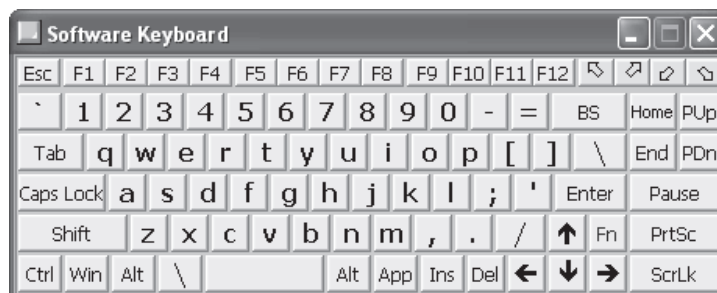 Software Keyboard
Esc F1 F2 F3 F4 F5 F6 F7 F8 F9 F10 F11 F12
` 1 2 3 4 5 6 7 8 9 0 - = BS Home PUp
Tab q w e r t y u i o p [ ] \ End PDn
Caps Lock a s d f g h j k l ; ' Enter Pause
Shift z x c v b n m , . / ↑ Fn PrtSc
Ctrl Win Alt \ Alt App Ins Del ← ↓ → ScrLk